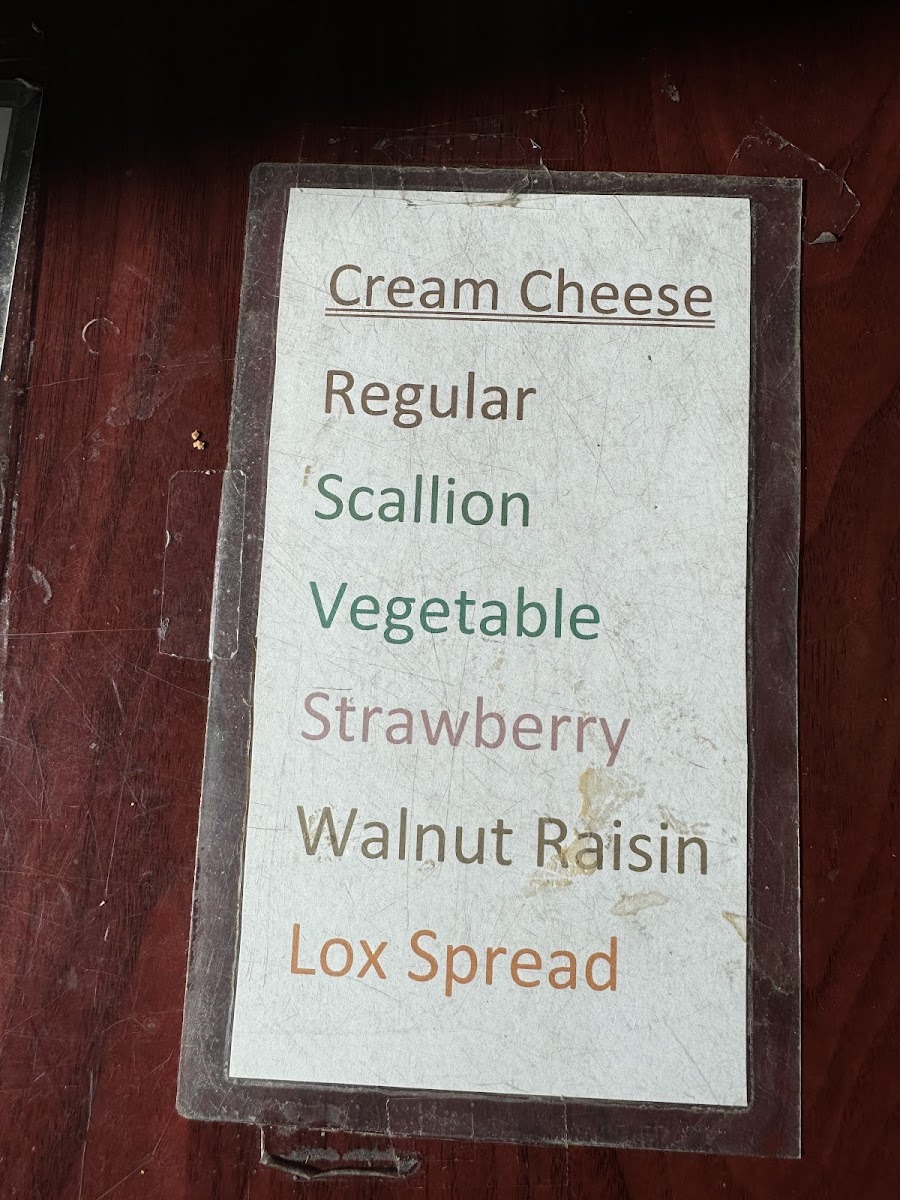 Cream Cheese
Regular
Scallion
Vegetable
Strawberry
Walnut Raisin
Lox Spread